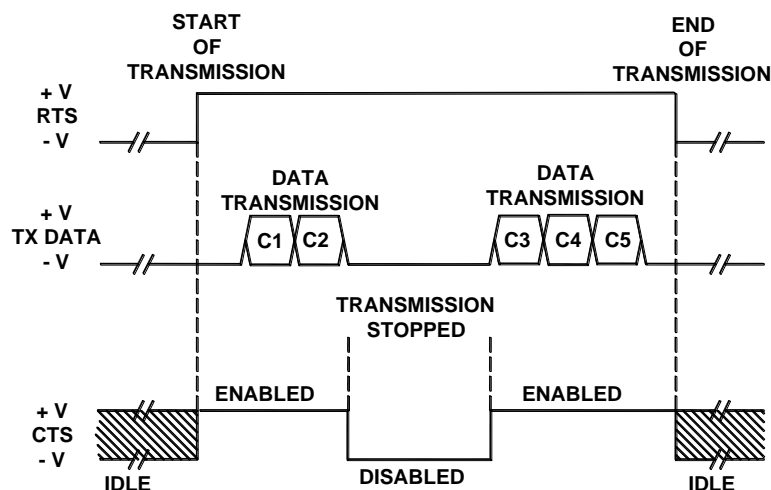 START
OF
TRANSMISSION
END
OF
TRANSMISSION
+ V
RTS
- V
DATA
TRANSMISSION
DATA
TRANSMISSION
+ V
TX DATA
- V
C1
C2
C3
C4
C5
TRANSMISSION
STOPPED
ENABLED
ENABLED
+ V
CTS
- V
IDLE
DISABLED
IDLE